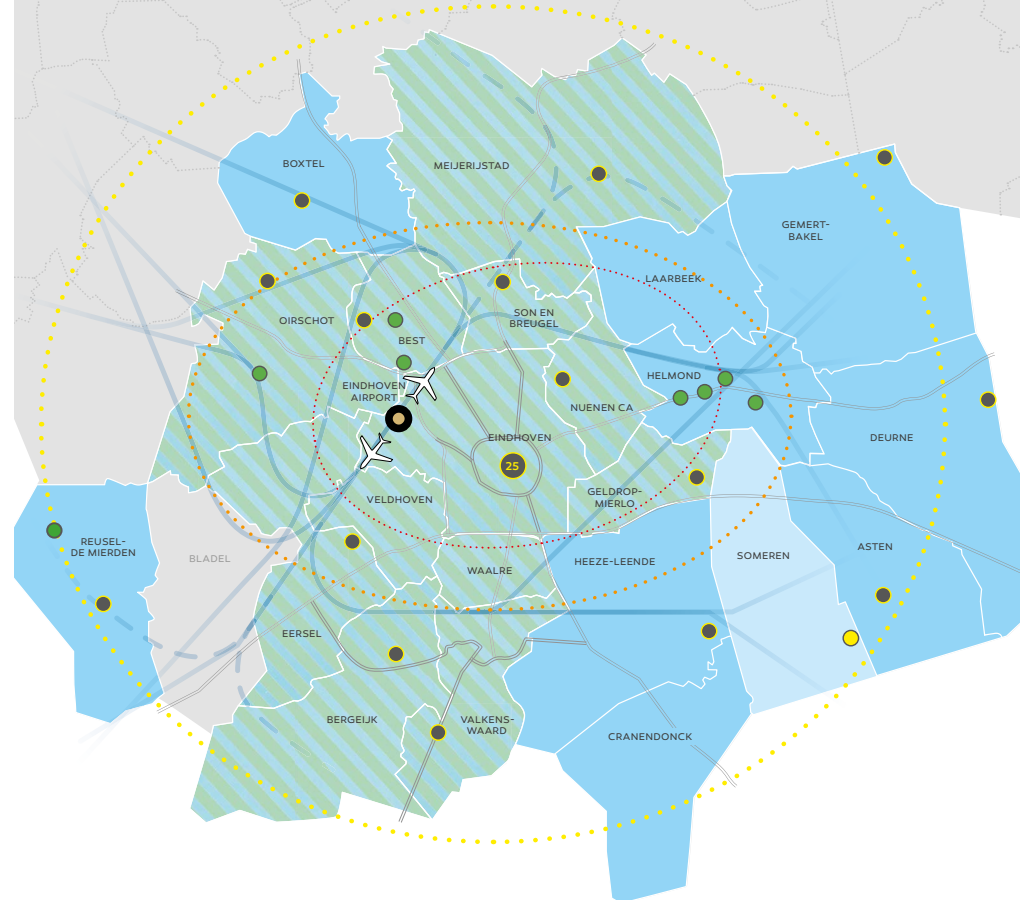 BOXTEL
MEIJERIJSTAD
GEMERT-
BAKEL
LAARBEEK
OIRSCHOT
SON EN
BREUGEL
BEST
HELMOND
EINDHOVEN
AIRPORT
NUENEN CA
EINDHOVEN
DEURNE
25
VELDHOVEN
GELDROP-
MIERLO
REUSEL-
DE MIERDEN
BLADEL
WAALRE
HEEZE-LEENDE
SOMEREN
ASTEN
EERSEL
BERGEIJK
VALKENS-
WAARD
CRANENDONCK